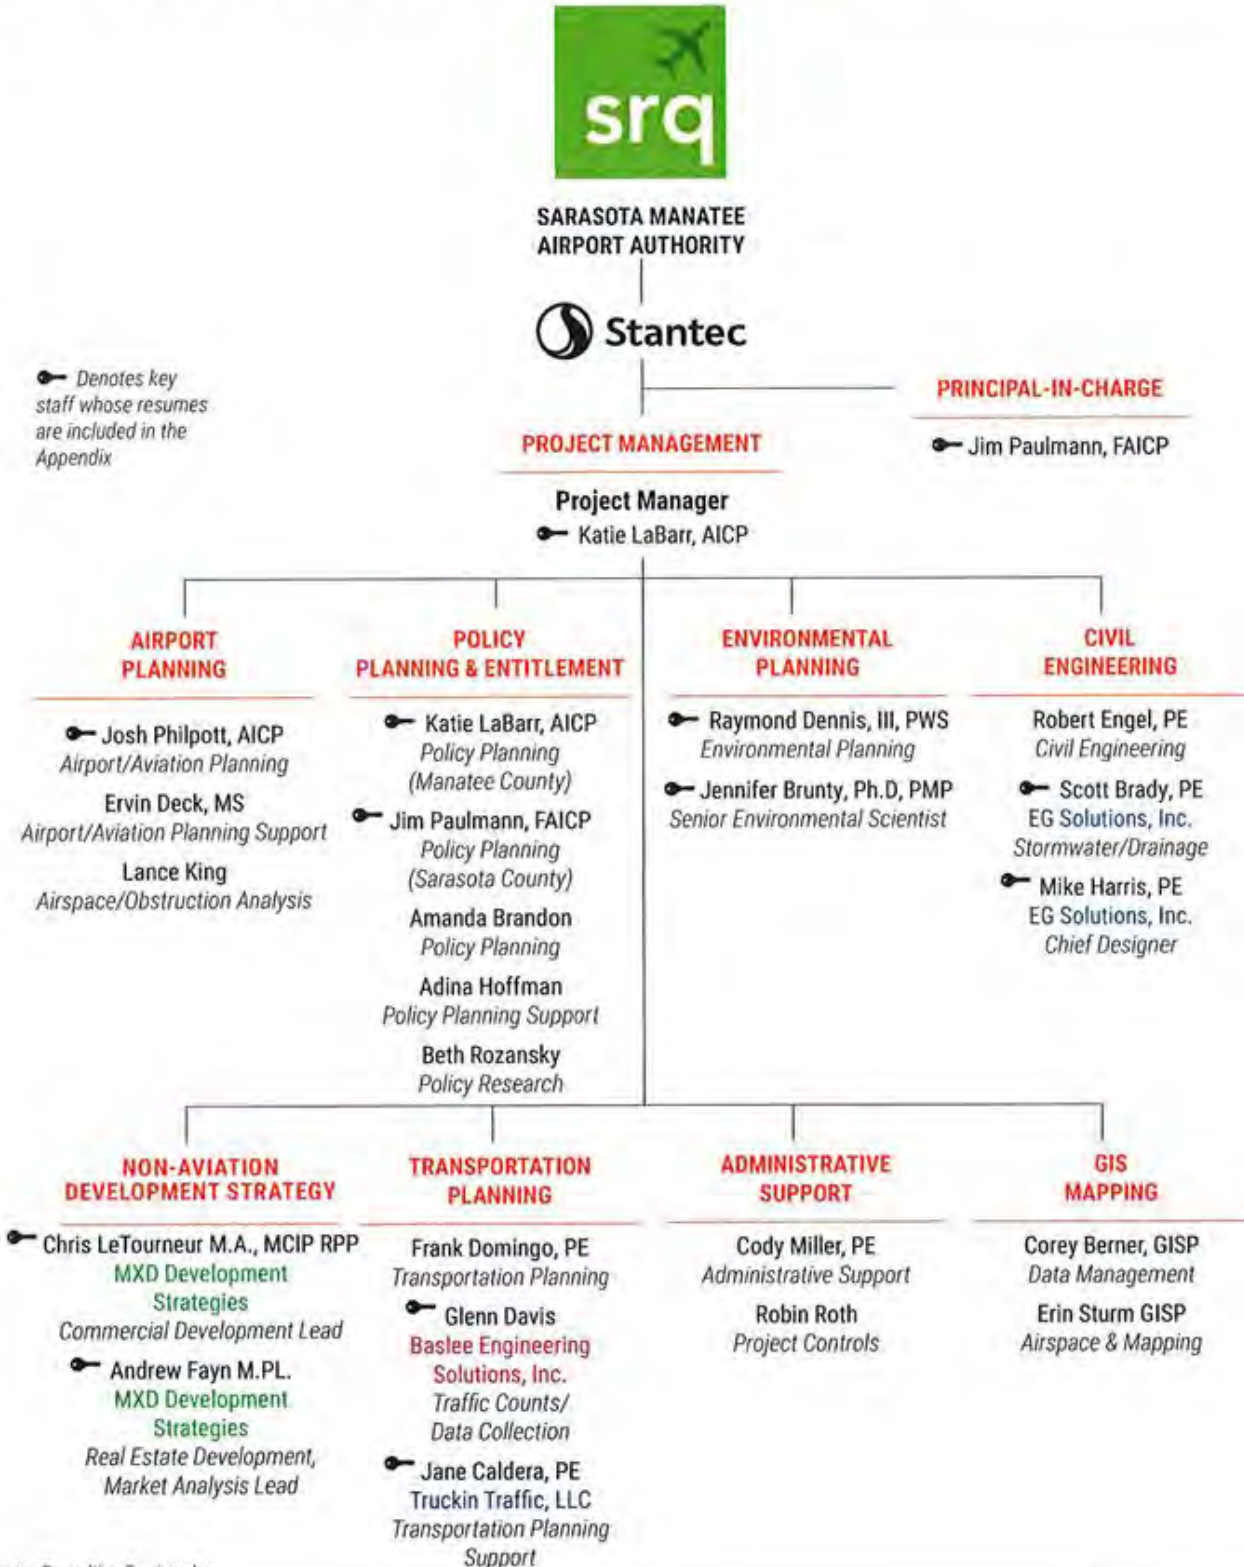 srq
SARASOTA MANATEE
AIRPORT AUTHORITY
Stantec
Denotes key
staff whose resumes
are included in the
Appendix
PRINCIPAL-IN-CHARGE
Jim Paulmann, FAICP
PROJECT MANAGEMENT
Project Manager
Katie LaBarr, AICP
AIRPORT
PLANNING
Josh Philpott, AICP
Airport/Aviation Planning
Ervin Deck, MS
Airport/Aviation Planning Support
Lance King
Airspace/Obstruction Analysis
POLICY
PLANNING & ENTITLEMENT
Katie LaBarr, AICP
Policy Planning
(Manatee County)
Jim Paulmann, FAICP
Policy Planning
(Sarasota County)
Amanda Brandon
Policy Planning
Adina Hoffman
Policy Planning Support
Beth Rozansky
Policy Research
ENVIRONMENTAL
PLANNING
Raymond Dennis, III, PWS
Environmental Planning
Jennifer Brunty, Ph.D, PMP
Senior Environmental Scientist
CIVIL
ENGINEERING
Robert Engel, PE
Civil Engineering
Scott Brady, PE
EG Solutions, Inc.
Stormwater/Drainage
Mike Harris, PE
EG Solutions, Inc.
Chief Designer
NON-AVIATION
DEVELOPMENT STRATEGY
Chris LeTourneur M.A., MCIP RPP
MXD Development
Strategies
Commercial Development Lead
Andrew Fayn M.PL.
MXD Development
Strategies
Real Estate Development,
Market Analysis Lead
TRANSPORTATION
PLANNING
Frank Domingo, PE
Transportation Planning
Glenn Davis
Baslee Engineering
Solutions, Inc.
Traffic Counts/
Data Collection
Jane Caldera, PE
Truckin Traffic, LLC
Transportation Planning
Support
ADMINISTRATIVE
SUPPORT
Cody Miller, PE
Administrative Support
Robin Roth
Project Controls
GIS
MAPPING
Corey Berner, GISP
Data Management
Erin Sturm GISP
Airspace & Mapping